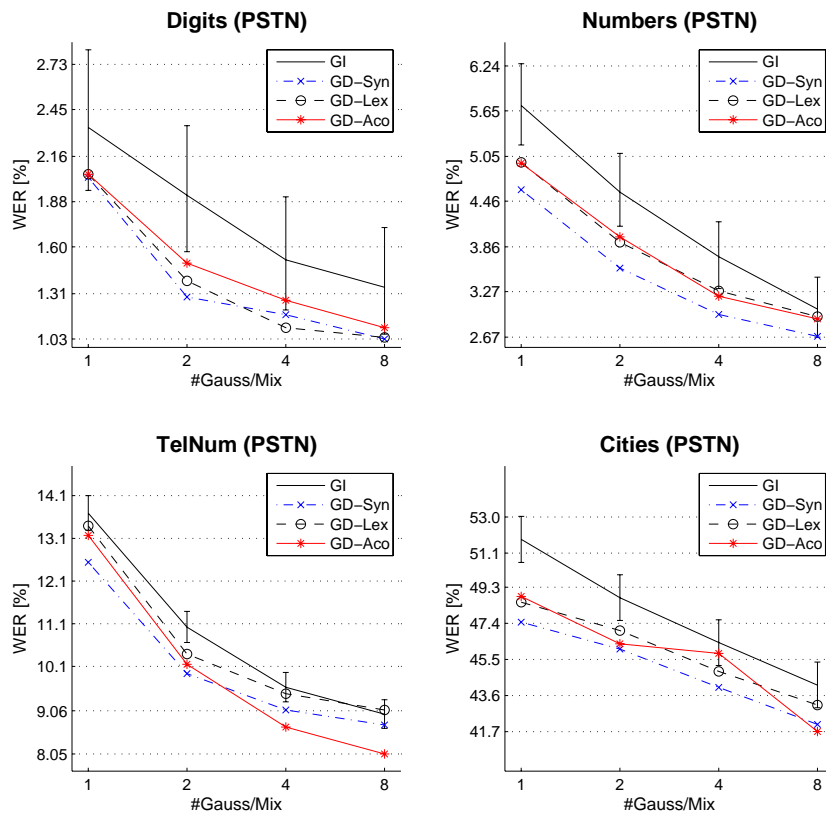 Digits (PSTN)
WER [%]
2.73
2.45
2.16
1.88
1.60
1.31
1.03
GI
GD-Syn
GD-Lex
GD-Aco
1 2 4 8
#Gauss/Mix
Numbers (PSTN)
WER [%]
6.24
5.65
5.05
4.46
3.86
3.27
2.67
GI
GD-Syn
GD-Lex
GD-Aco
1 2 4 8
#Gauss/Mix
TelNum (PSTN)
WER [%]
14.1
13.1
12.1
11.1
10.1
9.06
8.05
GI
GD-Syn
GD-Lex
GD-Aco
1 2 4 8
#Gauss/Mix
Cities (PSTN)
WER [%]
53.0
51.1
49.3
47.4
45.5
43.6
41.7
GI
GD-Syn
GD-Lex
GD-Aco
1 2 4 8
#Gauss/Mix